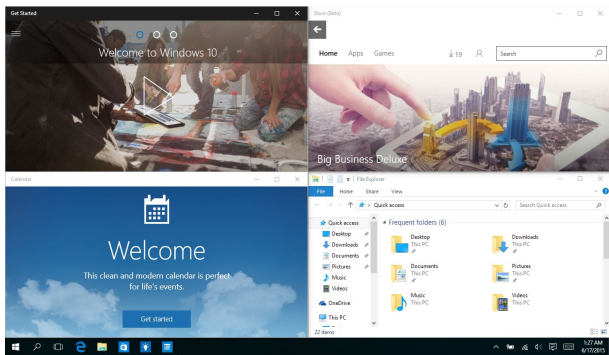 Get Started
Welcome to Windows 10
Store (Beta)
Home Apps Games 19 Search
Big Business Deluxe
Calendar
Welcome
This clean and modern calendar is perfect
for life's events.
Get started
File Explorer
File Home Share View
Quick access Search Quick access
Quick access
Desktop
Downloads
Documents
Pictures
Music
Videos
OneDrive
This PC
Frequent folders (6)
Desktop
This PC
Downloads
This PC
Documents
This PC
Pictures
This PC
Music
This PC
Videos
This PC
22 items
1:27 AM
6/17/2015